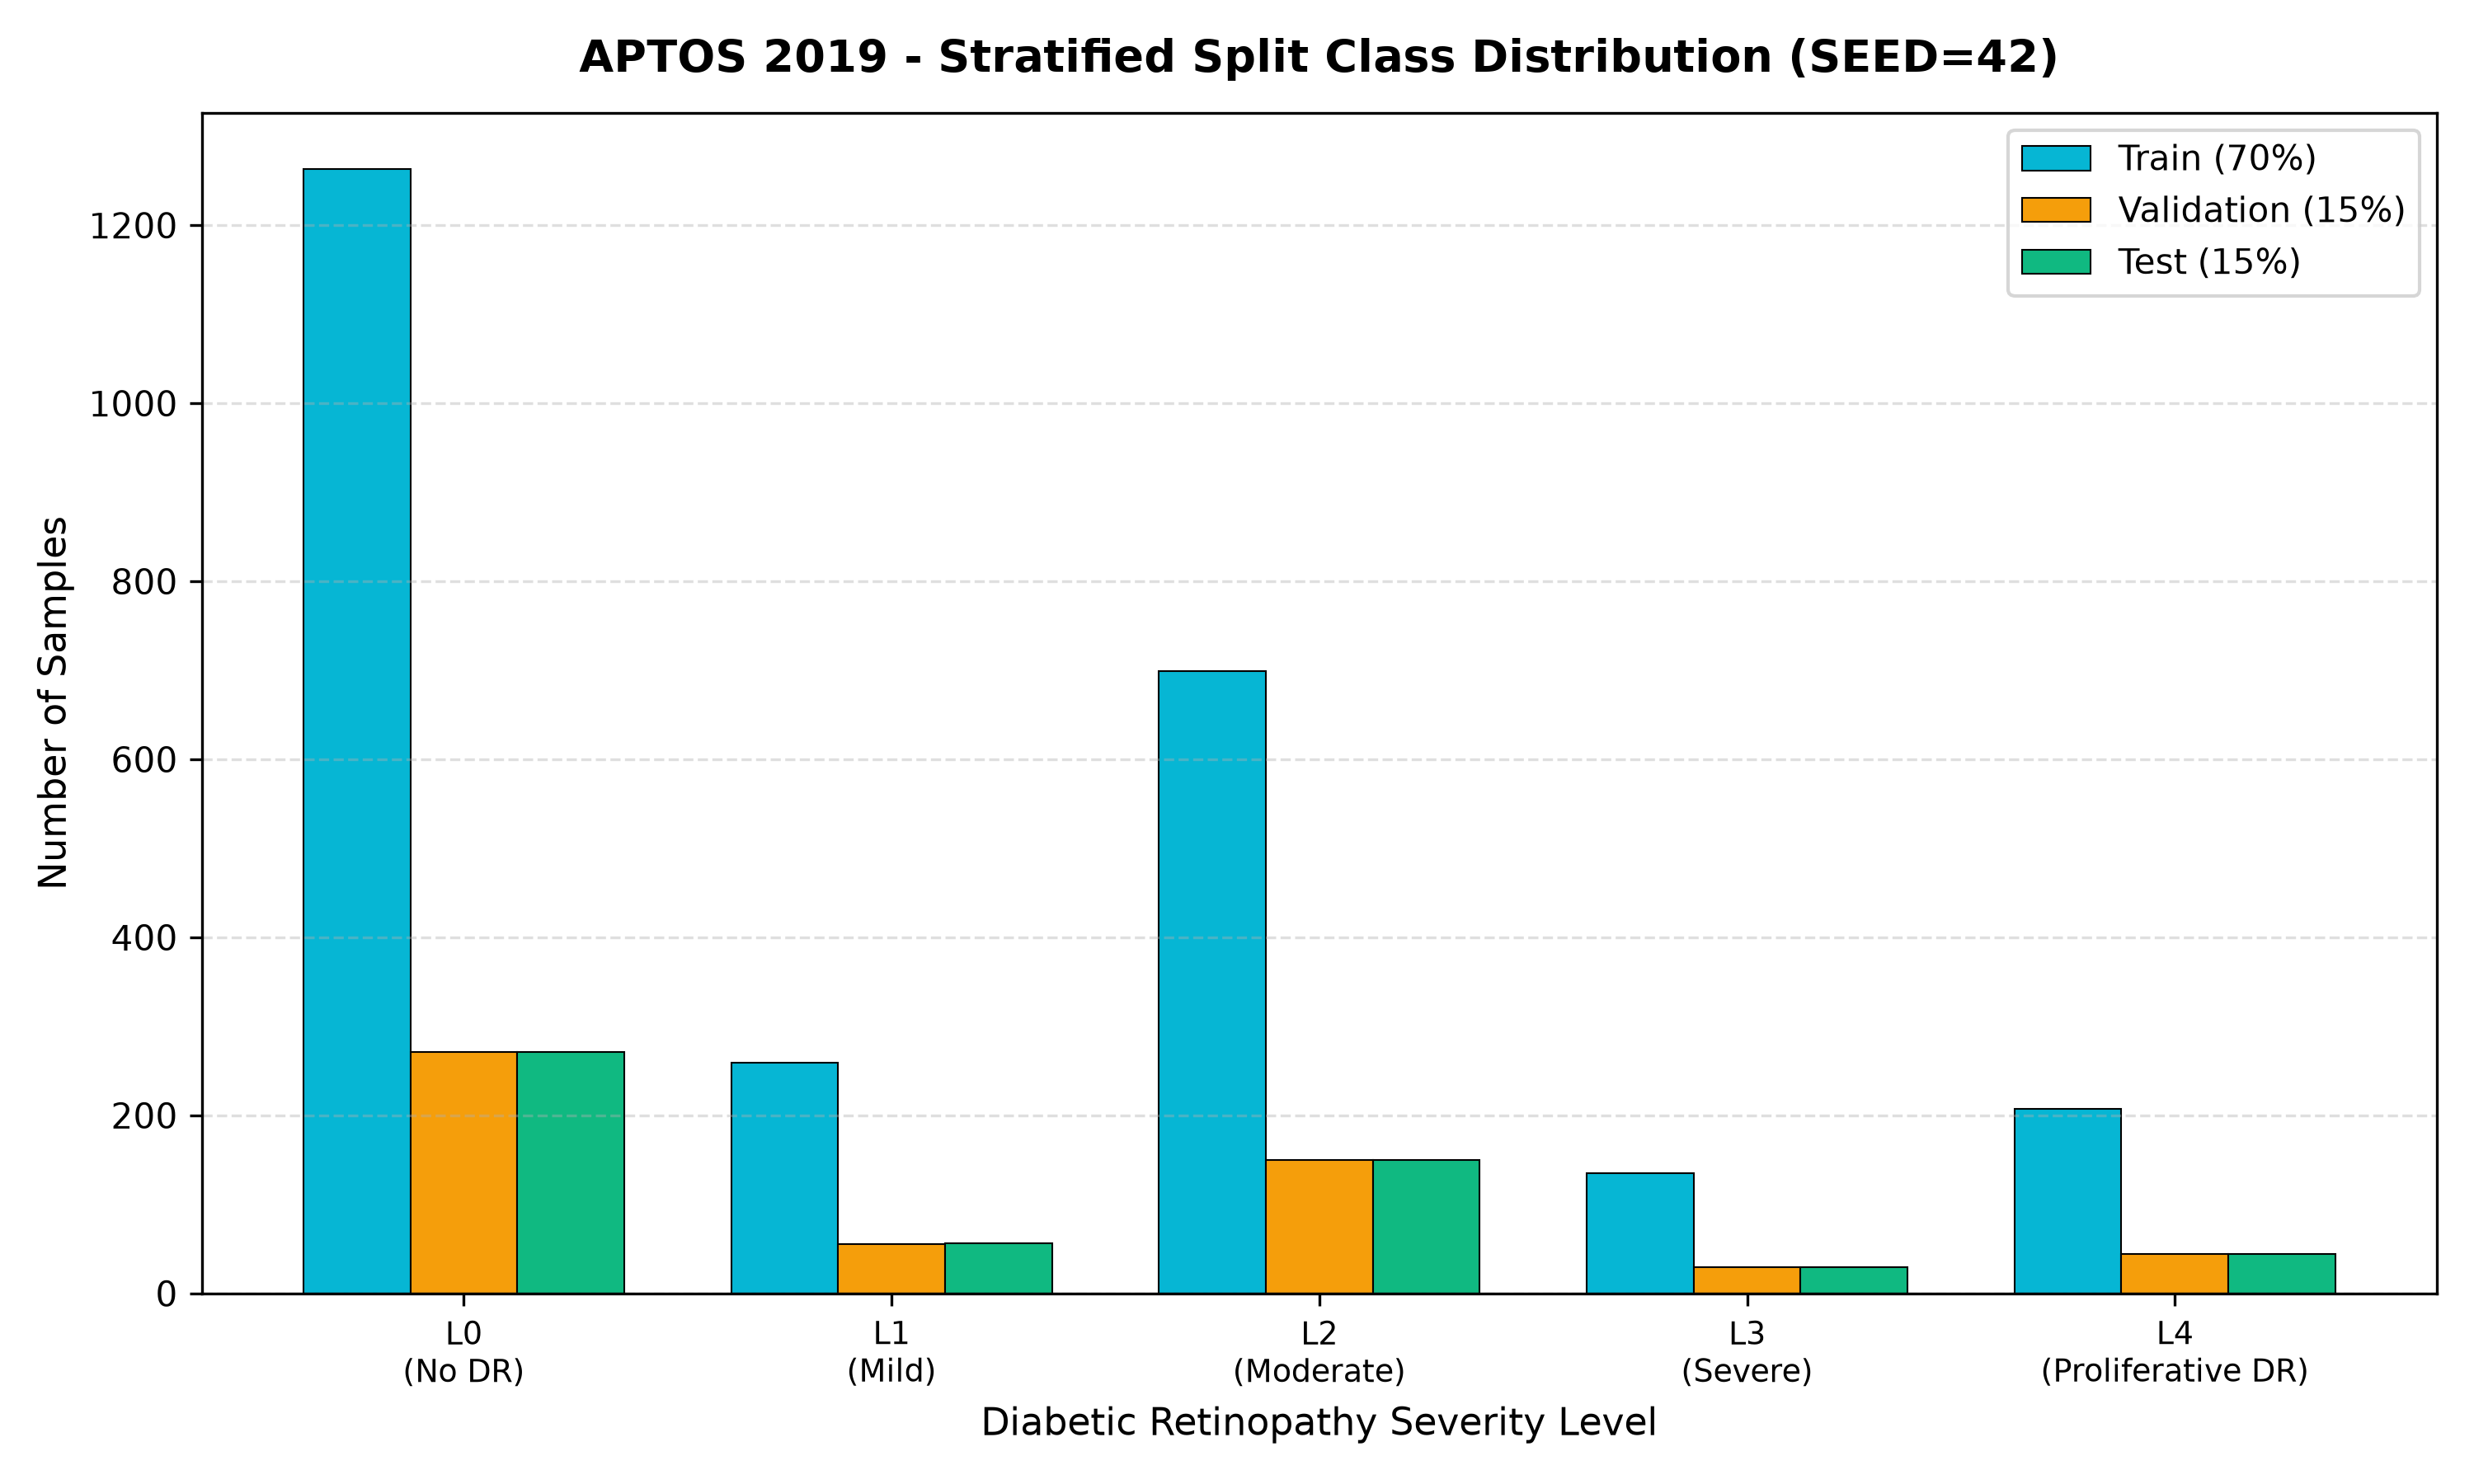 APTOS 2019 - Stratified Split Class Distribution (SEED=42)
Train (70%)
Validation (15%)
Test (15%)
Number of Samples
1200
1000
800
600
400
200
0
L0
(No DR)
L1
(Mild)
L2
(Moderate)
L3
(Severe)
L4
(Proliferative DR)
Diabetic Retinopathy Severity Level